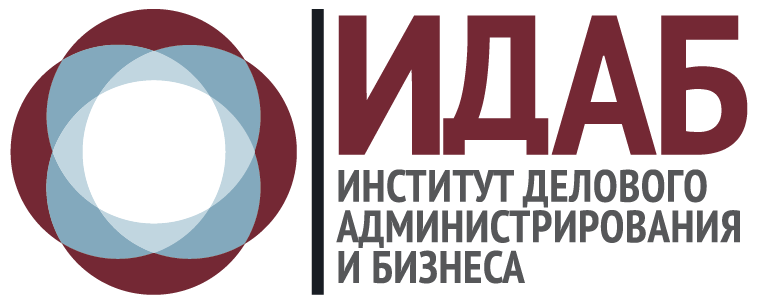 ИДАБ
ИНСТИТУТ ДЕЛОВОГО
АДМИНИСТРИРОВАНИЯ
И БИЗНЕСА